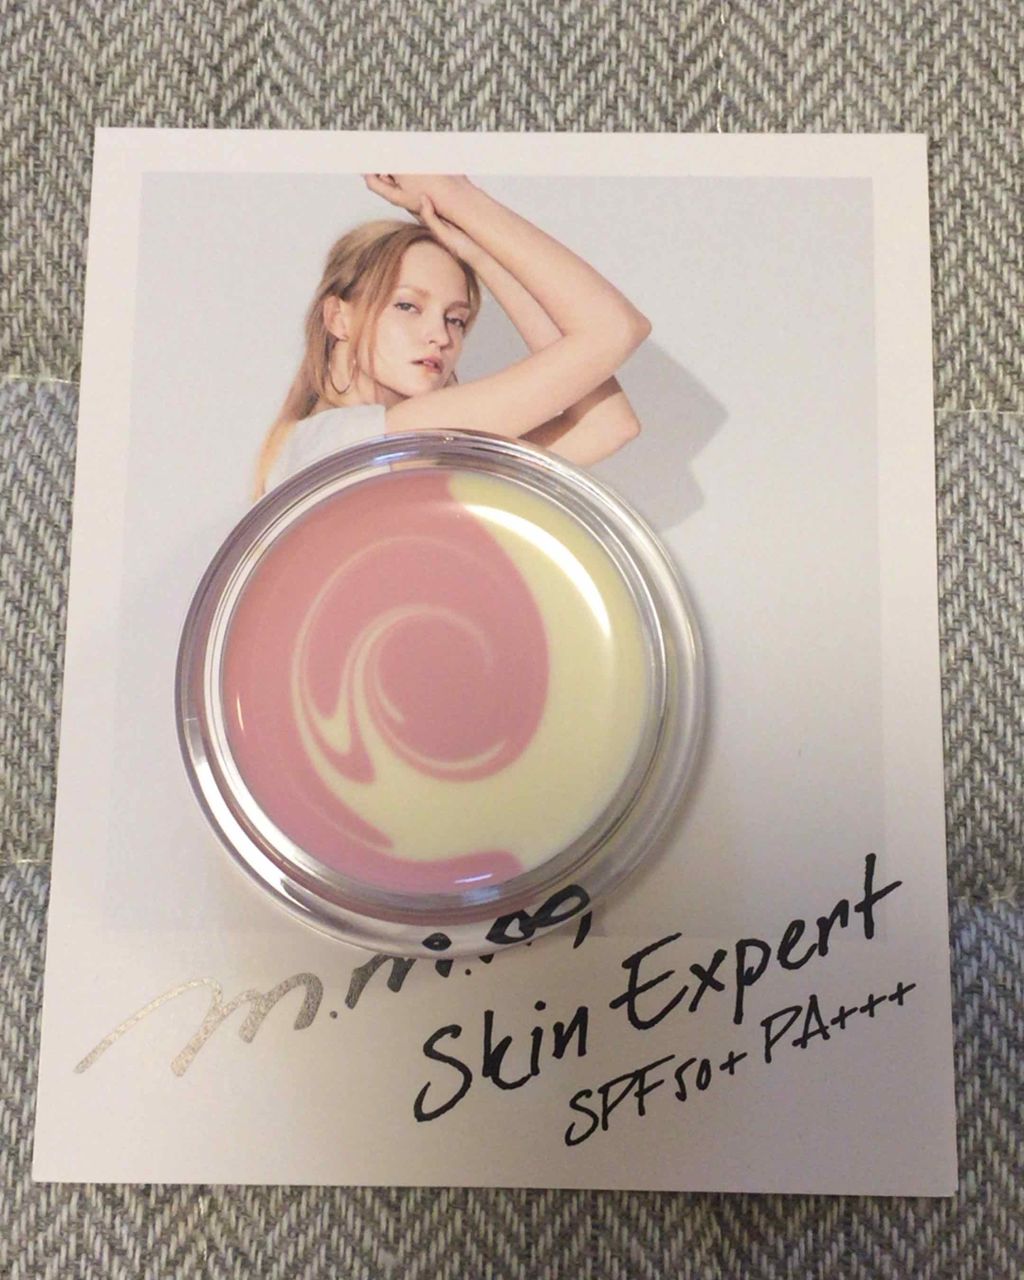 Skin Expert
SPF50+ PA+++